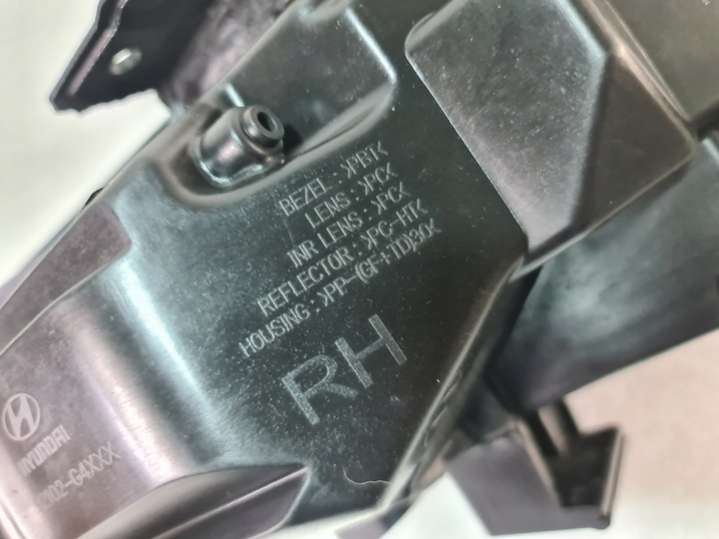 BEZEL : >PBT<
LENS : >PC<
INR LENS : >PC<
REFLECTOR : >PC-HT<
HOUSING : >PP-(GF+TD)30<
RH
HYUNDAI